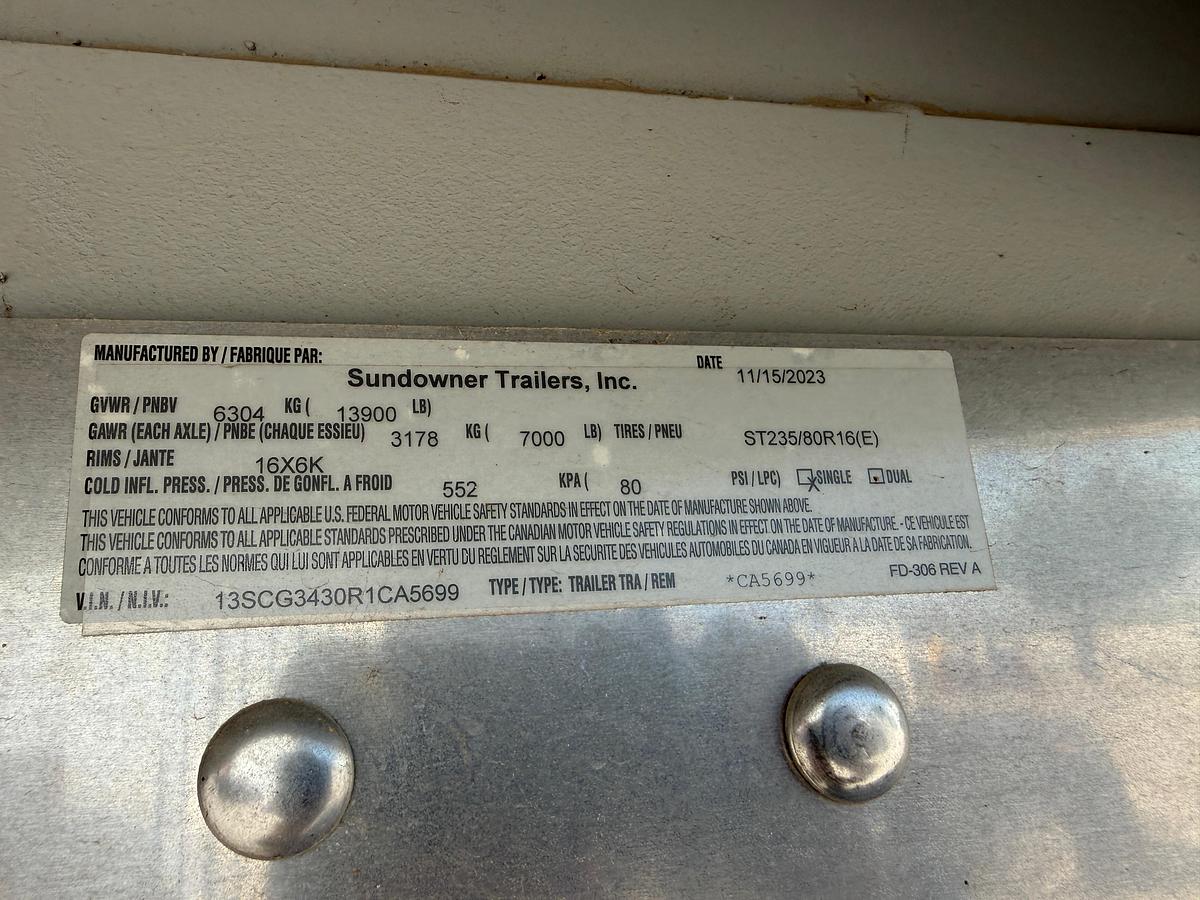 MANUFACTURED BY / FABRIQUE PAR: DATE
Sundowner Trailers, Inc. 11/15/2023
GVWR / PNBV 6304 KG ( 13900 LB)
GAWR (EACH AXLE) / PNBE (CHAQUE ESSIEU) 3178 KG ( 7000 LB) TIRES / PNEU ST235/80R16(E)
RIMS / JANTE 16X6K
COLD INFL. PRESS. / PRESS. DE GONFL. A FROID 552 KPA ( 80 PSI / LPC) X SINGLE DUAL
THIS VEHICLE CONFORMS TO ALL APPLICABLE U.S. FEDERAL MOTOR VEHICLE SAFETY STANDARDS IN EFFECT ON THE DATE OF MANUFACTURE SHOWN ABOVE.
THIS VEHICLE CONFORMS TO ALL APPLICABLE STANDARDS PRESCRIBED UNDER THE CANADIAN MOTOR VEHICLE SAFETY REGULATIONS IN EFFECT ON THE DATE OF MANUFACTURE. - CE VEHICULE EST
CONFORME A TOUTES LES NORMES QUI LUI SONT APPLICABLES EN VERTU DU REGLEMENT SUR LA SECURITE DES VEHICULES AUTOMOBILES DU CANADA EN VIGUEUR A LA DATE DE SA FABRICATION.
V.I.N. / N.I.V.: 13SCG3430R1CA5699 TYPE / TYPE: TRAILER TRA / REM *CA5699* FD-306 REV A